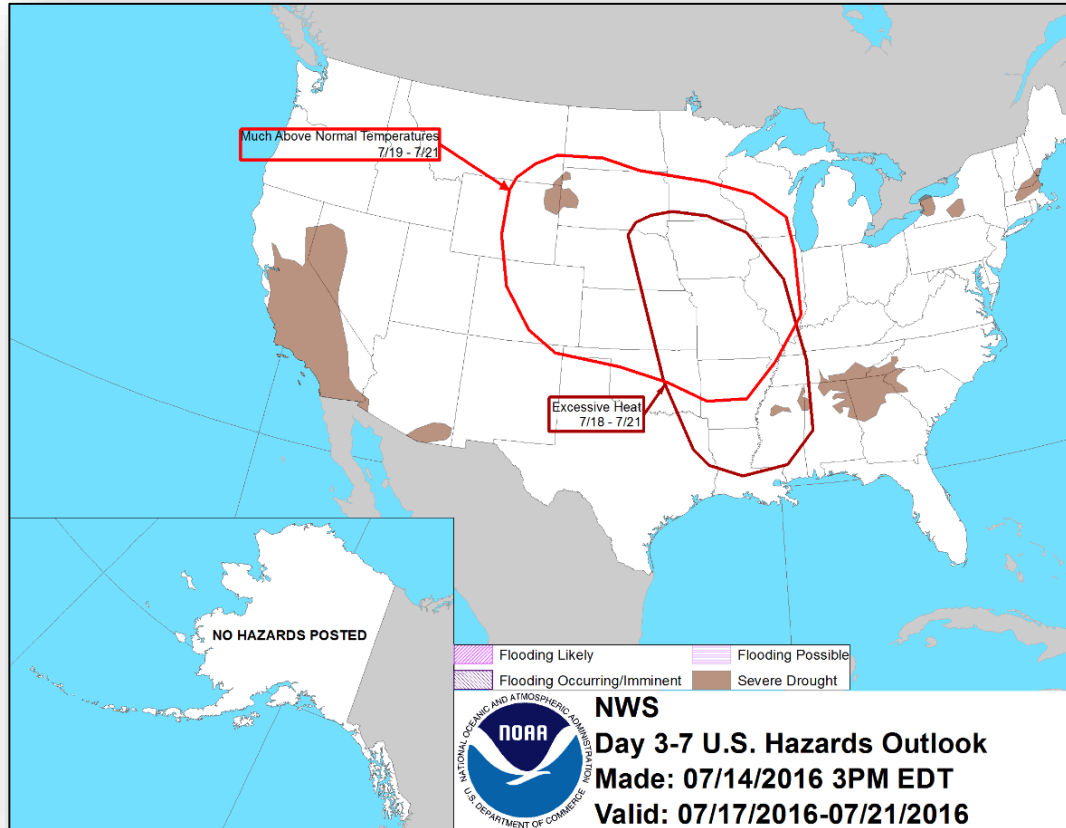 Much Above Normal Temperatures
7/19 - 7/21
Excessive Heat
7/18 - 7/21
NO HAZARDS POSTED
Flooding Likely
Flooding Possible
Flooding Occurring/Imminent
Severe Drought
NATIONAL OCEANIC AND ATMOSPHERIC ADMINISTRATION
U.S. DEPARTMENT OF COMMERCE
NOAA
NWS
Day 3-7 U.S. Hazards Outlook
Made: 07/14/2016 3PM EDT
Valid: 07/17/2016-07/21/2016